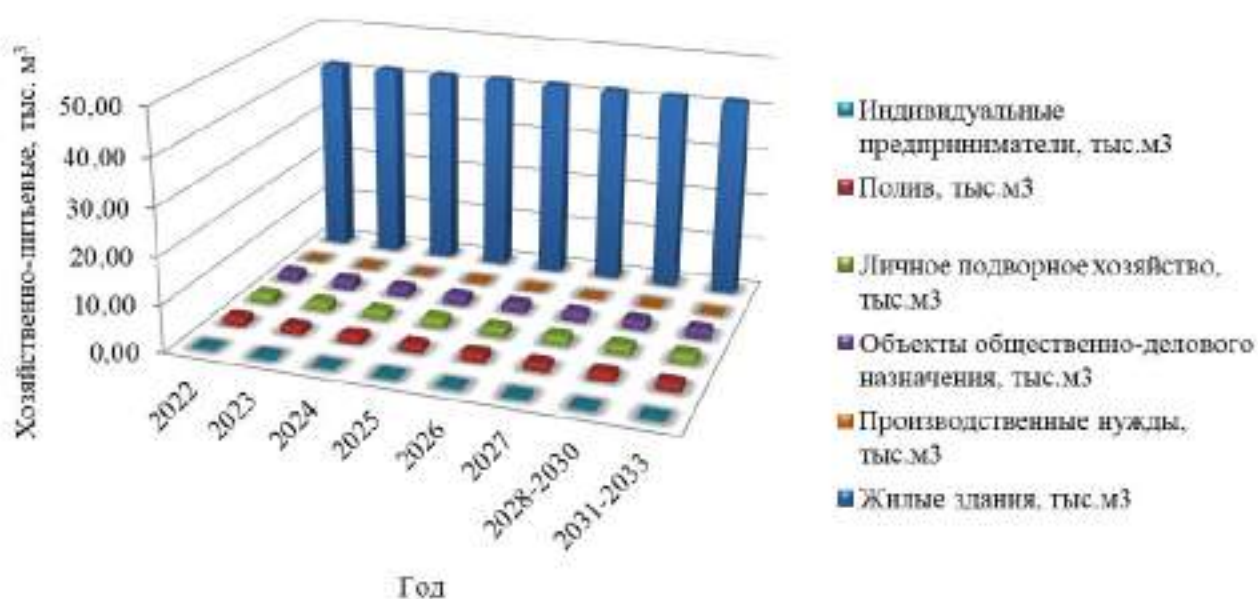 Хозяйственно-питьевые, тыс. м³
50,00
40,00
30,00
20,00
10,00
0,00
2022
2023
2024
2025
2026
2027
2028-2030
2031-2033
Год
Индивидуальные
предприниматели, тыс.м3
Полив, тыс.м3
Личное подворное хозяйство,
тыс.м3
Объекты общественно-делового
назначения, тыс.м3
Производственные нужды,
тыс.м3
Жилые здания, тыс.м3